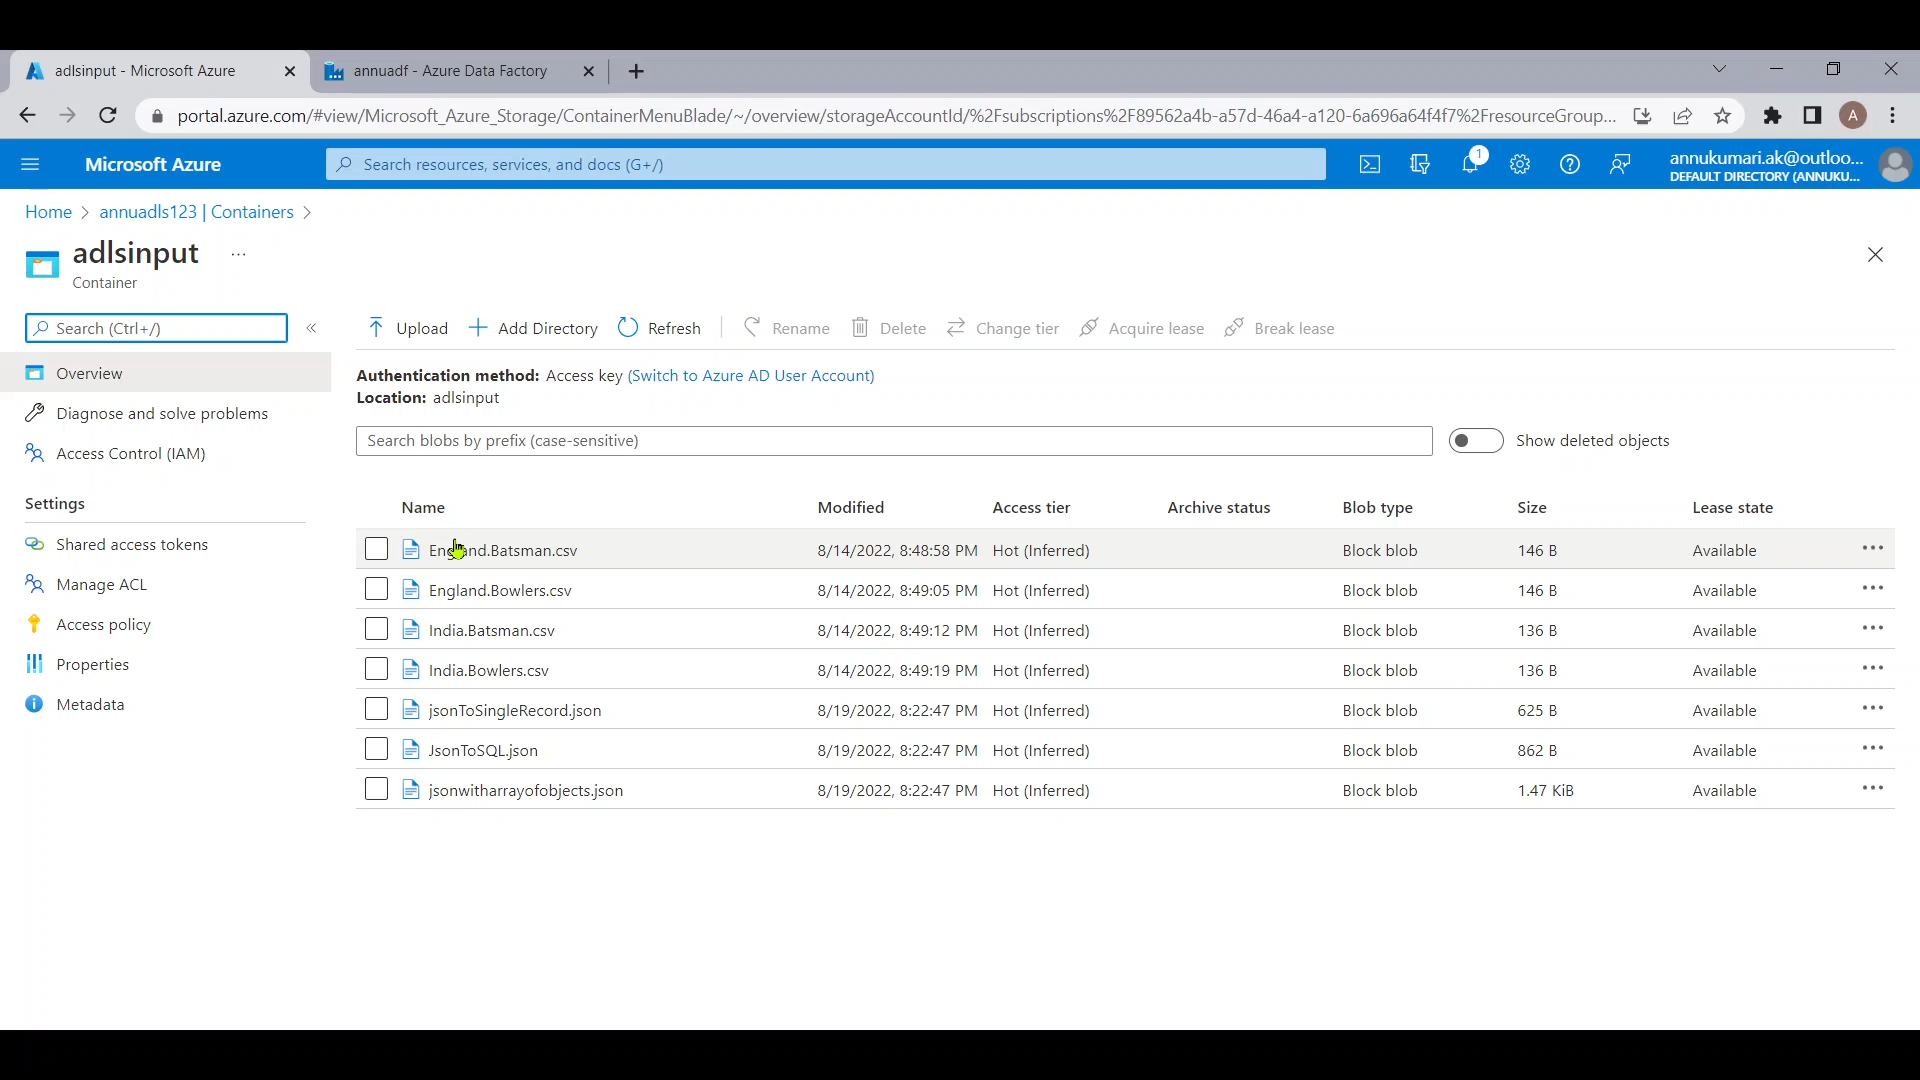 adlsinput - Microsoft Azure
annuadf - Azure Data Factory
portal.azure.com/#view/Microsoft_Azure_Storage/ContainerMenuBlade/~/overview/storageAccountId/%2Fsubscriptions%2F89562a4b-a57d-46a4-a120-6a696a64f4f7%2FresourceGroup...
A
Microsoft Azure
Search resources, services, and docs (G+/)
1
annukumari.ak@outloo...
DEFAULT DIRECTORY (ANNUKU...
Home > annuadls123 | Containers >
adlsinput ...
Container
Search (Ctrl+/) «
Upload Add Directory Refresh Rename Delete Change tier Acquire lease Break lease
Overview
Diagnose and solve problems
Access Control (IAM)
Settings
Shared access tokens
Manage ACL
Access policy
Properties
Metadata
Authentication method: Access key (Switch to Azure AD User Account)
Location: adlsinput
Search blobs by prefix (case-sensitive)
Show deleted objects
Name Modified Access tier Archive status Blob type Size Lease state
England.Batsman.csv 8/14/2022, 8:48:58 PM Hot (Inferred) Block blob 146 B Available ...
England.Bowlers.csv 8/14/2022, 8:49:05 PM Hot (Inferred) Block blob 146 B Available ...
India.Batsman.csv 8/14/2022, 8:49:12 PM Hot (Inferred) Block blob 136 B Available ...
India.Bowlers.csv 8/14/2022, 8:49:19 PM Hot (Inferred) Block blob 136 B Available ...
jsonToSingleRecord.json 8/19/2022, 8:22:47 PM Hot (Inferred) Block blob 625 B Available ...
JsonToSQL.json 8/19/2022, 8:22:47 PM Hot (Inferred) Block blob 862 B Available ...
jsonwitharrayofobjects.json 8/19/2022, 8:22:47 PM Hot (Inferred) Block blob 1.47 KiB Available ...